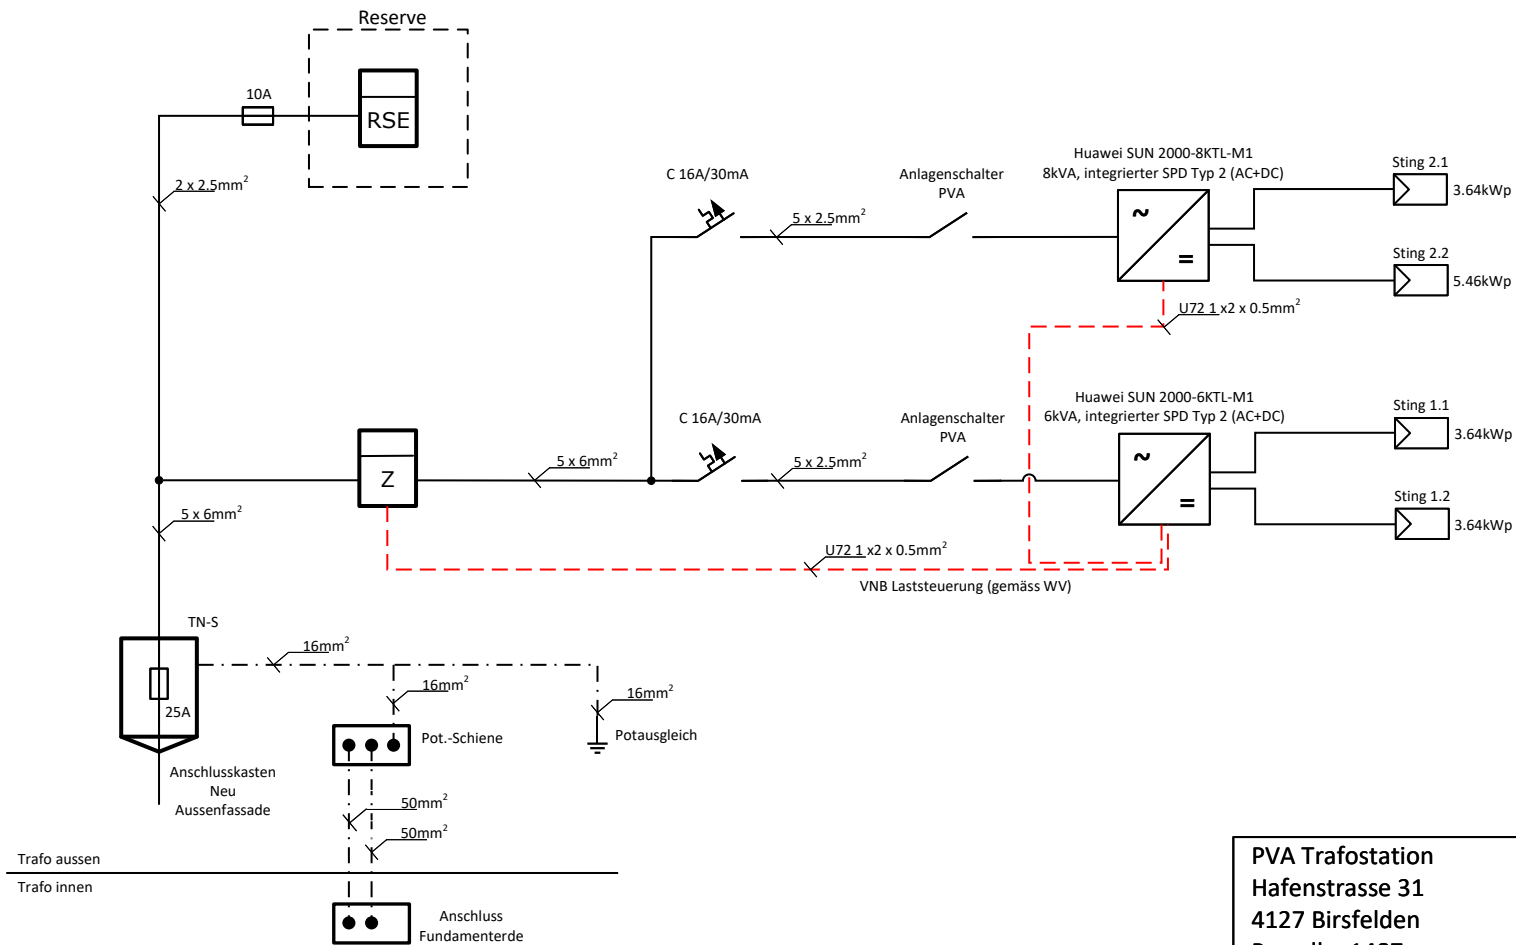 Reserve
10A
RSE
2 x 2.5mm²
C 16A/30mA
5 x 2.5mm²
Anlagenschalter
PVA
Huawei SUN 2000-8KTL-M1
8kVA, integrierter SPD Typ 2 (AC+DC)
~
=
Sting 2.1
3.64kWp
Sting 2.2
5.46kWp
U72 1 x2 x 0.5mm²
Z
5 x 6mm²
C 16A/30mA
5 x 2.5mm²
Anlagenschalter
PVA
Huawei SUN 2000-6KTL-M1
6kVA, integrierter SPD Typ 2 (AC+DC)
~
=
Sting 1.1
3.64kWp
Sting 1.2
3.64kWp
5 x 6mm²
U72 1 x2 x 0.5mm²
VNB Laststeuerung (gemäss WV)
TN-S
25A
16mm²
16mm²
16mm²
Pot.-Schiene
Potausgleich
Anschlusskasten
Neu
Aussenfassade
50mm²
50mm²
Trafo aussen
Trafo innen
Anschluss
Fundamenterde
PVA Trafostation
Hafenstrasse 31
4127 Birsfelden